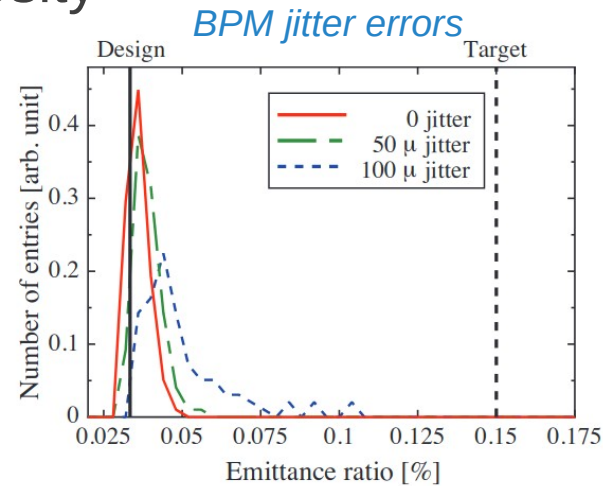 BPM jitter errors
Design
Target
Number of entries [arb. unit]
0.4
0.3
0.2
0.1
0
0 jitter
50 μ jitter
100 μ jitter
0.025
0.05
0.075
0.1
0.125
0.15
0.175
Emittance ratio [%]